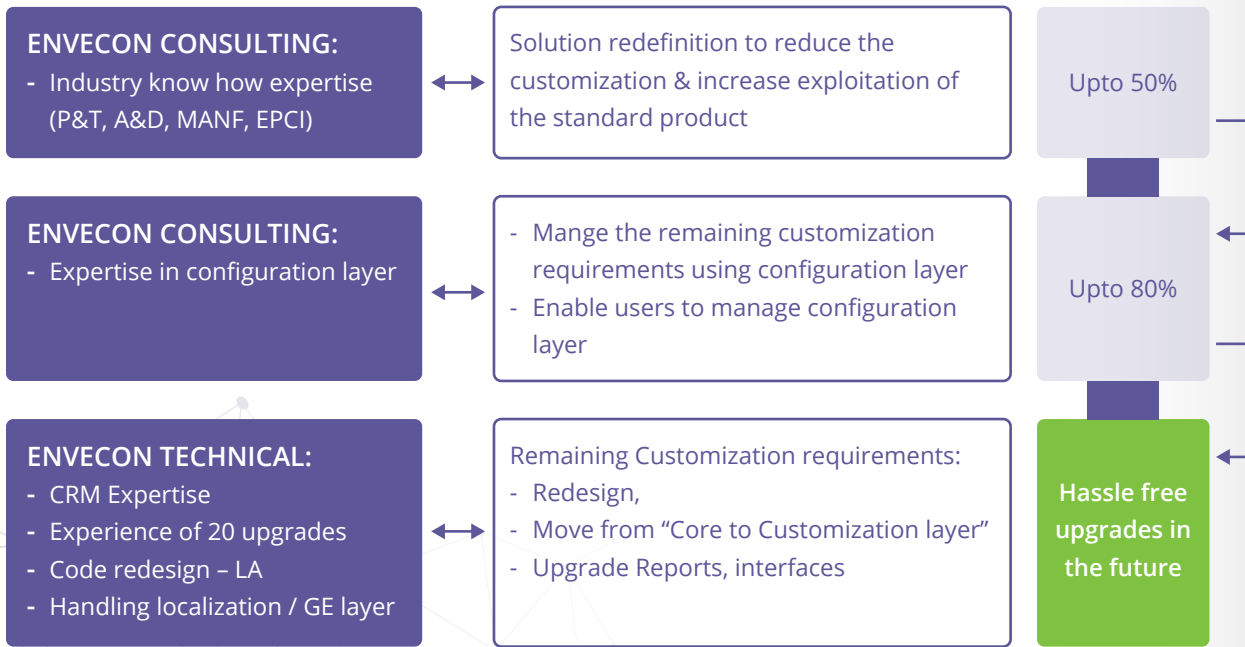 ENVECON CONSULTING:
- Industry know how expertise
(P&T, A&D, MANF, EPCI)
Solution redefinition to reduce the
customization & increase exploitation of
the standard product
Upto 50%
ENVECON CONSULTING:
- Expertise in configuration layer
- Mange the remaining customization
requirements using configuration layer
- Enable users to manage configuration
layer
Upto 80%
ENVECON TECHNICAL:
- CRM Expertise
- Experience of 20 upgrades
- Code redesign – LA
- Handling localization / GE layer
Remaining Customization requirements:
- Redesign,
- Move from “Core to Customization layer”
- Upgrade Reports, interfaces
Hassle free
upgrades in
the future